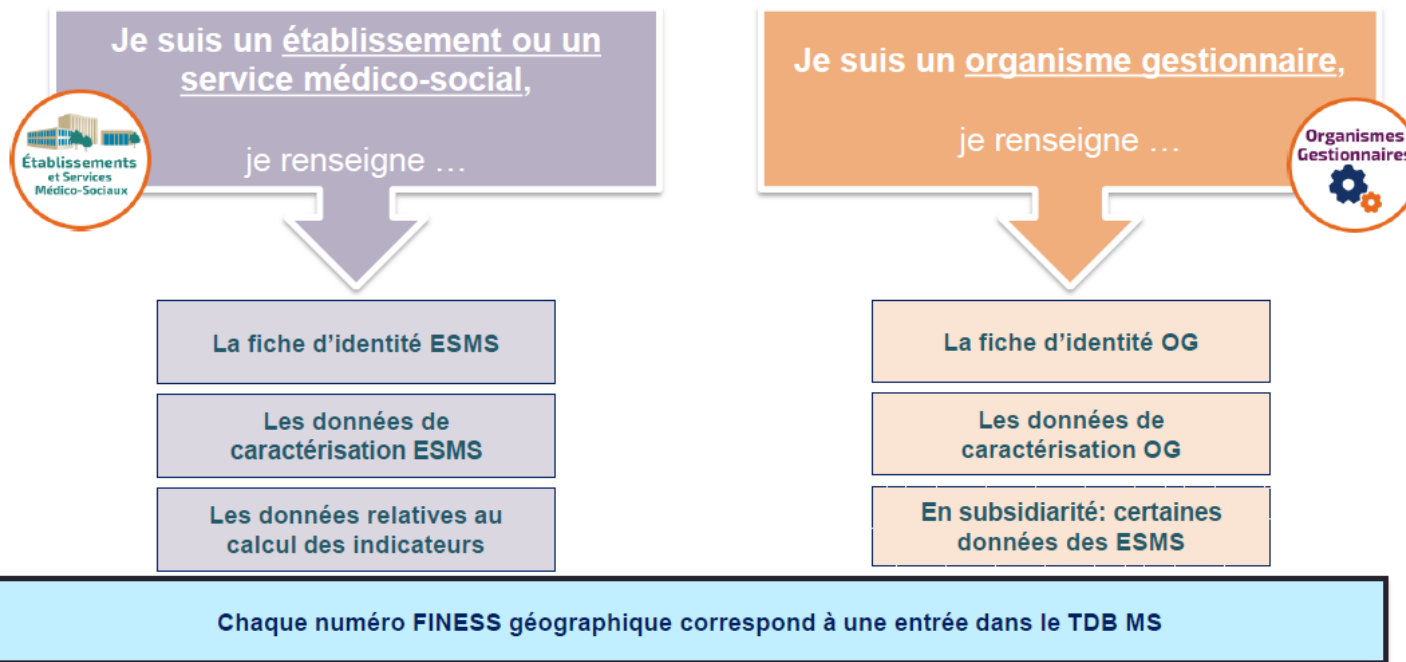 Je suis un établissement ou un
service médico-social,
je renseigne …
Établissements
et Services
Médico-Sociaux
La fiche d'identité ESMS
Les données de
caractérisation ESMS
Les données relatives au
calcul des indicateurs
Je suis un organisme gestionnaire,
je renseigne …
Organismes
Gestionnaires
La fiche d'identité OG
Les données de
caractérisation OG
En subsidiarité: certaines
données des ESMS
Chaque numéro FINESS géographique correspond à une entrée dans le TDB MS